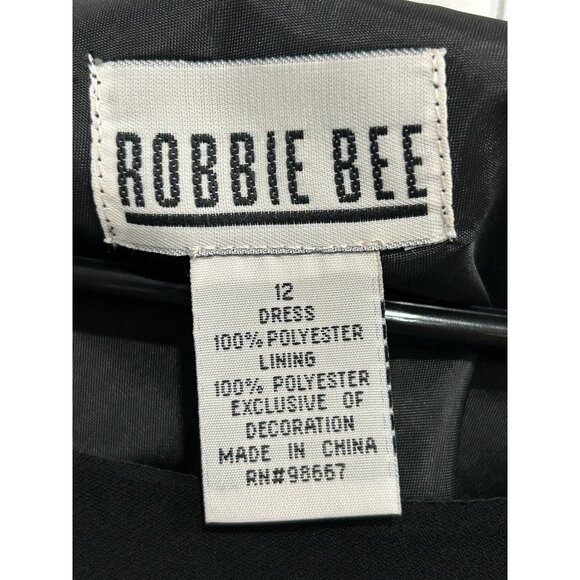 ROBBIE BEE
12
DRESS
100% POLYESTER
LINING
100% POLYESTER
EXCLUSIVE OF
DECORATION
MADE IN CHINA
RN#98667